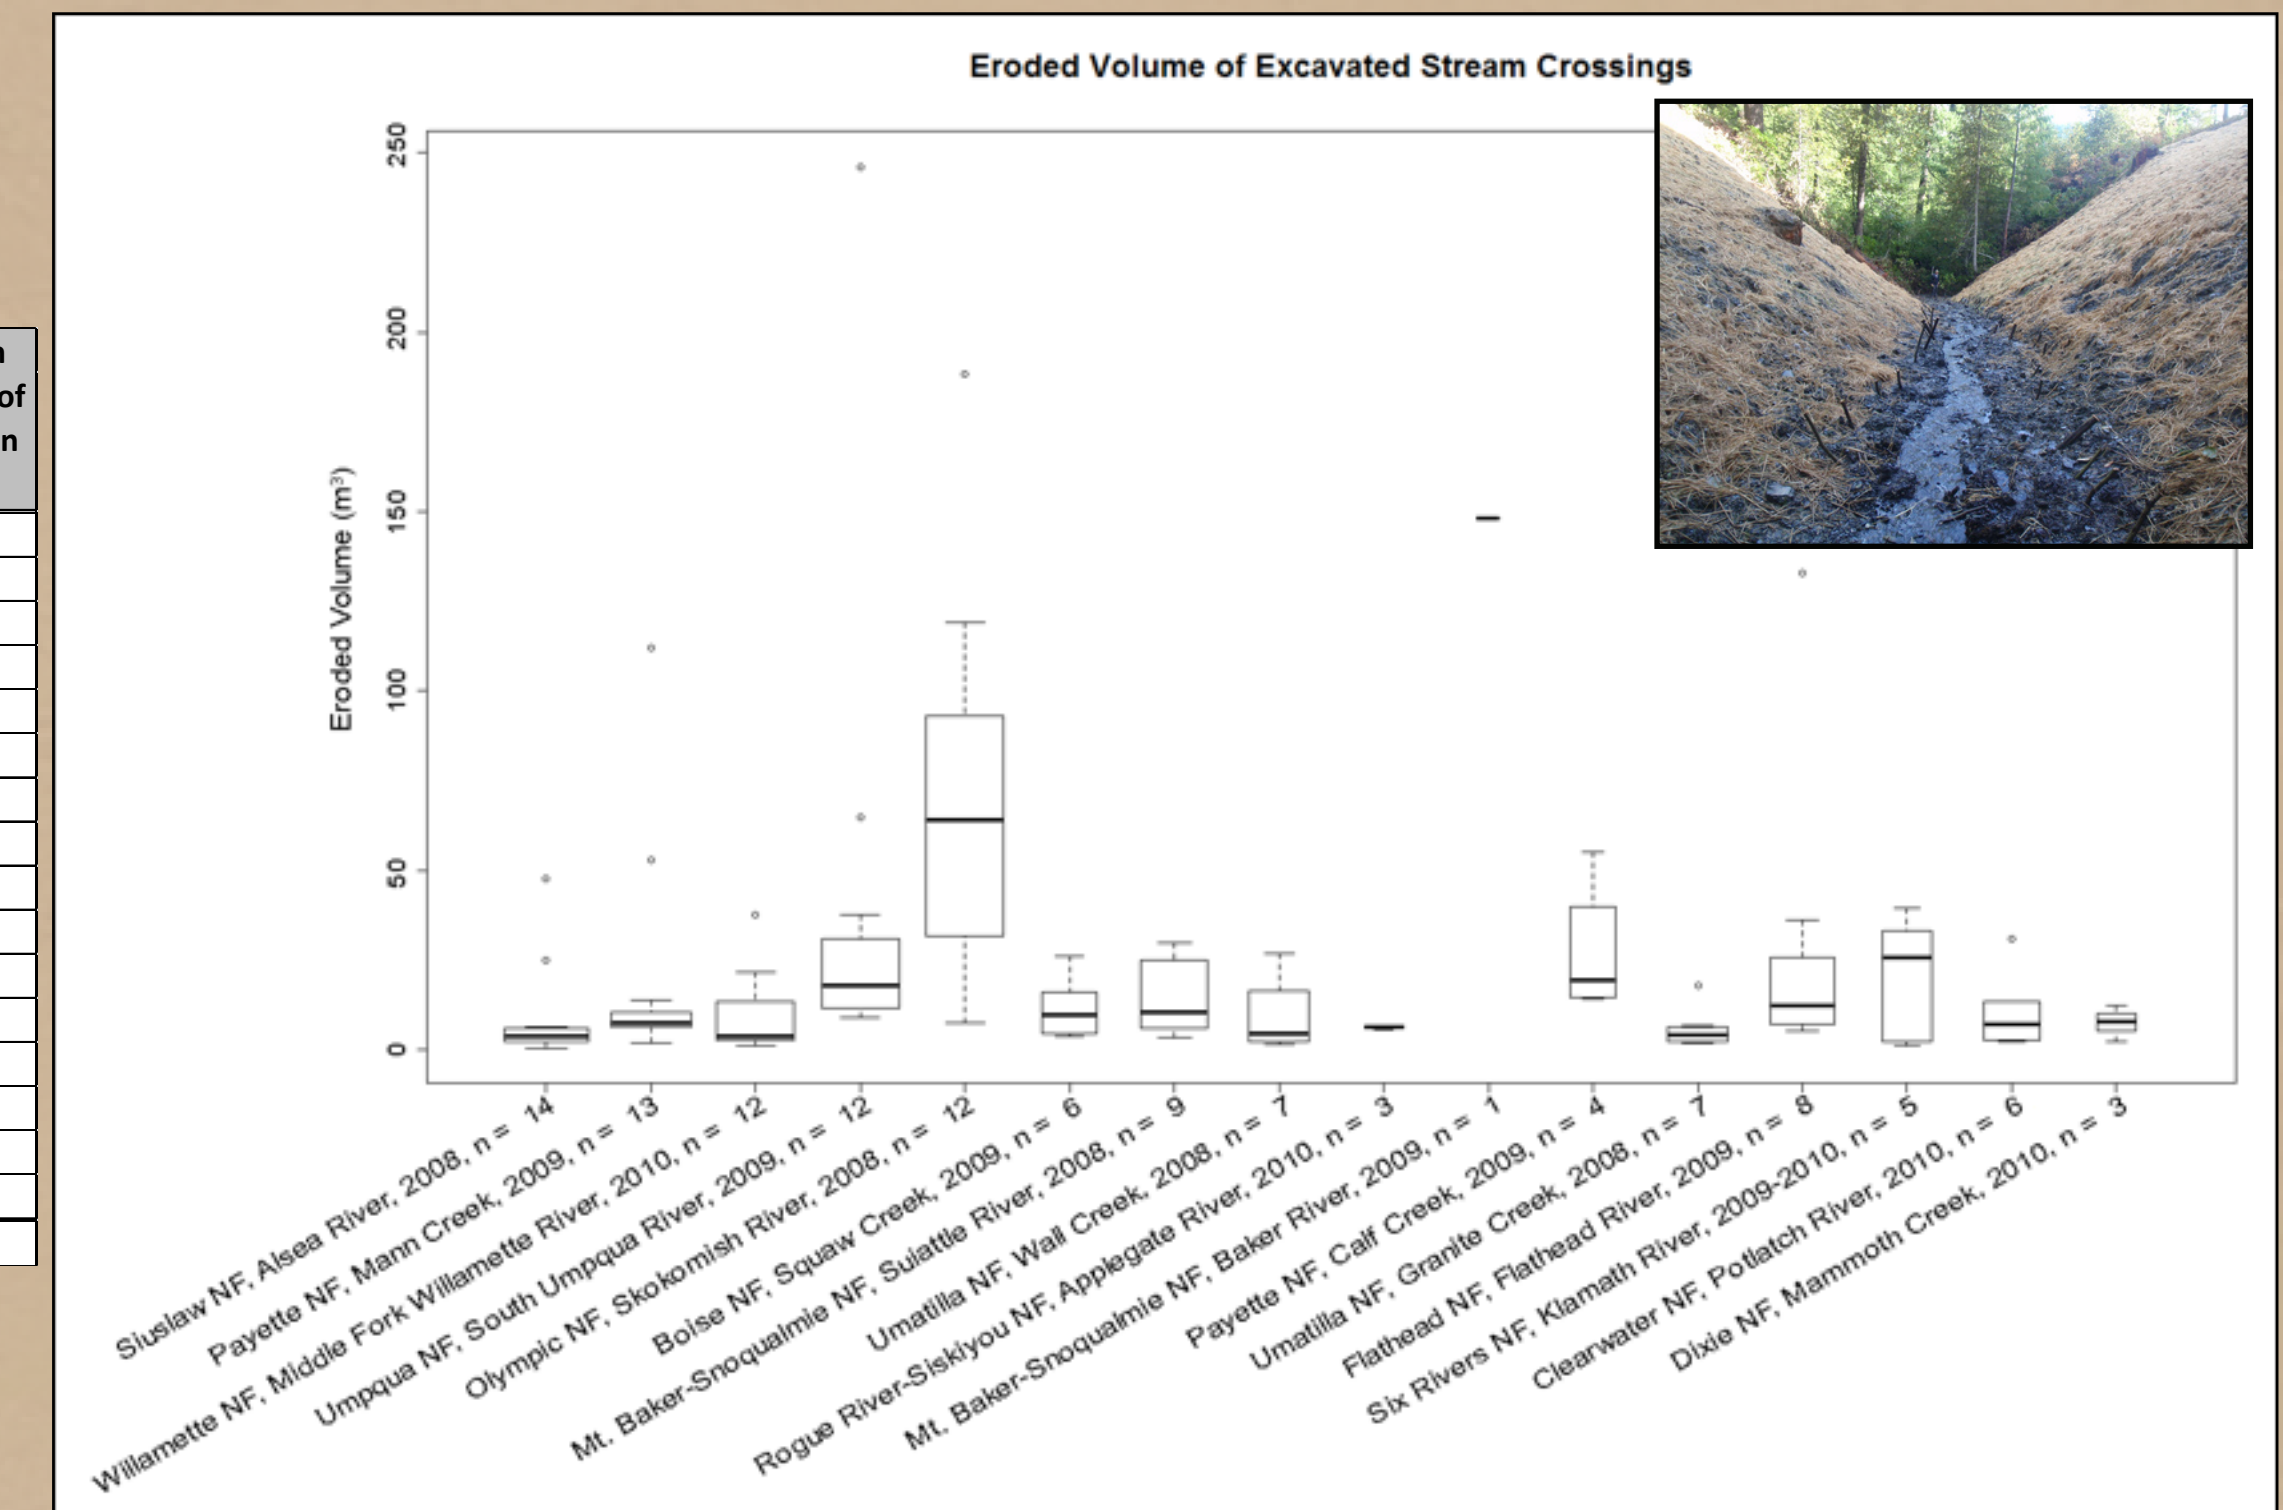 n
of
n
Eroded Volume of Excavated Stream Crossings
Eroded Volume (m³)
250
200
150
100
50
0
Siuslaw NF, Alsea River, 2008, n = 14
Payette NF, Mann Creek, 2009, n = 13
Willamette NF, Middle Fork Willamette River, 2010, n = 12
Umpqua NF, South Umpqua River, 2009, n = 12
Olympic NF, Skokomish River, 2008, n = 12
Boise NF, Squaw Creek, 2009, n = 6
Mt. Baker-Snoqualmie NF, Suiattle River, 2008, n = 9
Umatilla NF, Wall Creek, 2008, n = 7
Rogue River-Siskiyou NF, Applegate River, 2010, n = 3
Mt. Baker-Snoqualmie NF, Baker River, 2009, n = 1
Payette NF, Calf Creek, 2009, n = 4
Umatilla NF, Granite Creek, 2008, n = 7
Flathead NF, Flathead River, 2009, n = 8
Six Rivers NF, Klamath River, 2009-2010, n = 5
Clearwater NF, Potlatch River, 2010, n = 6
Dixie NF, Mammoth Creek, 2010, n = 3